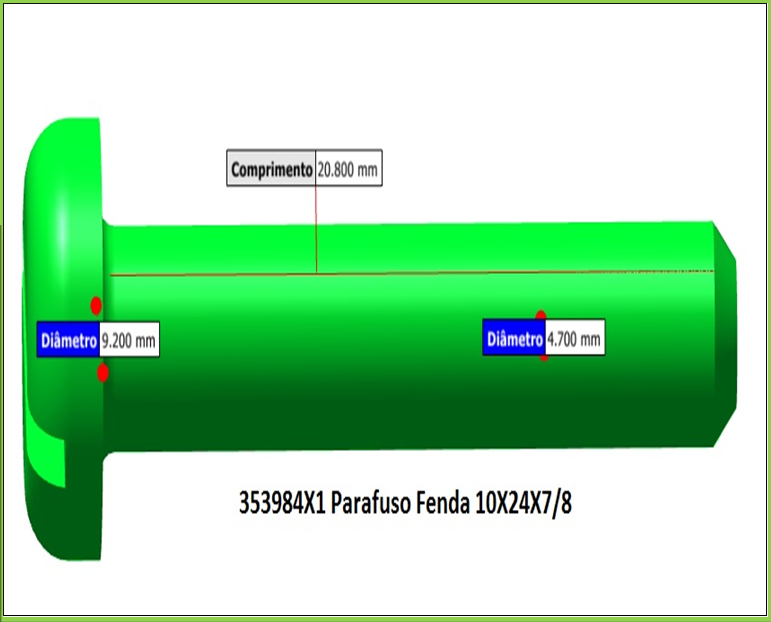 Comprimento 20.800 mm
Diâmetro 9.200 mm
Diâmetro 4.700 mm
353984X1 Parafuso Fenda 10X24X7/8